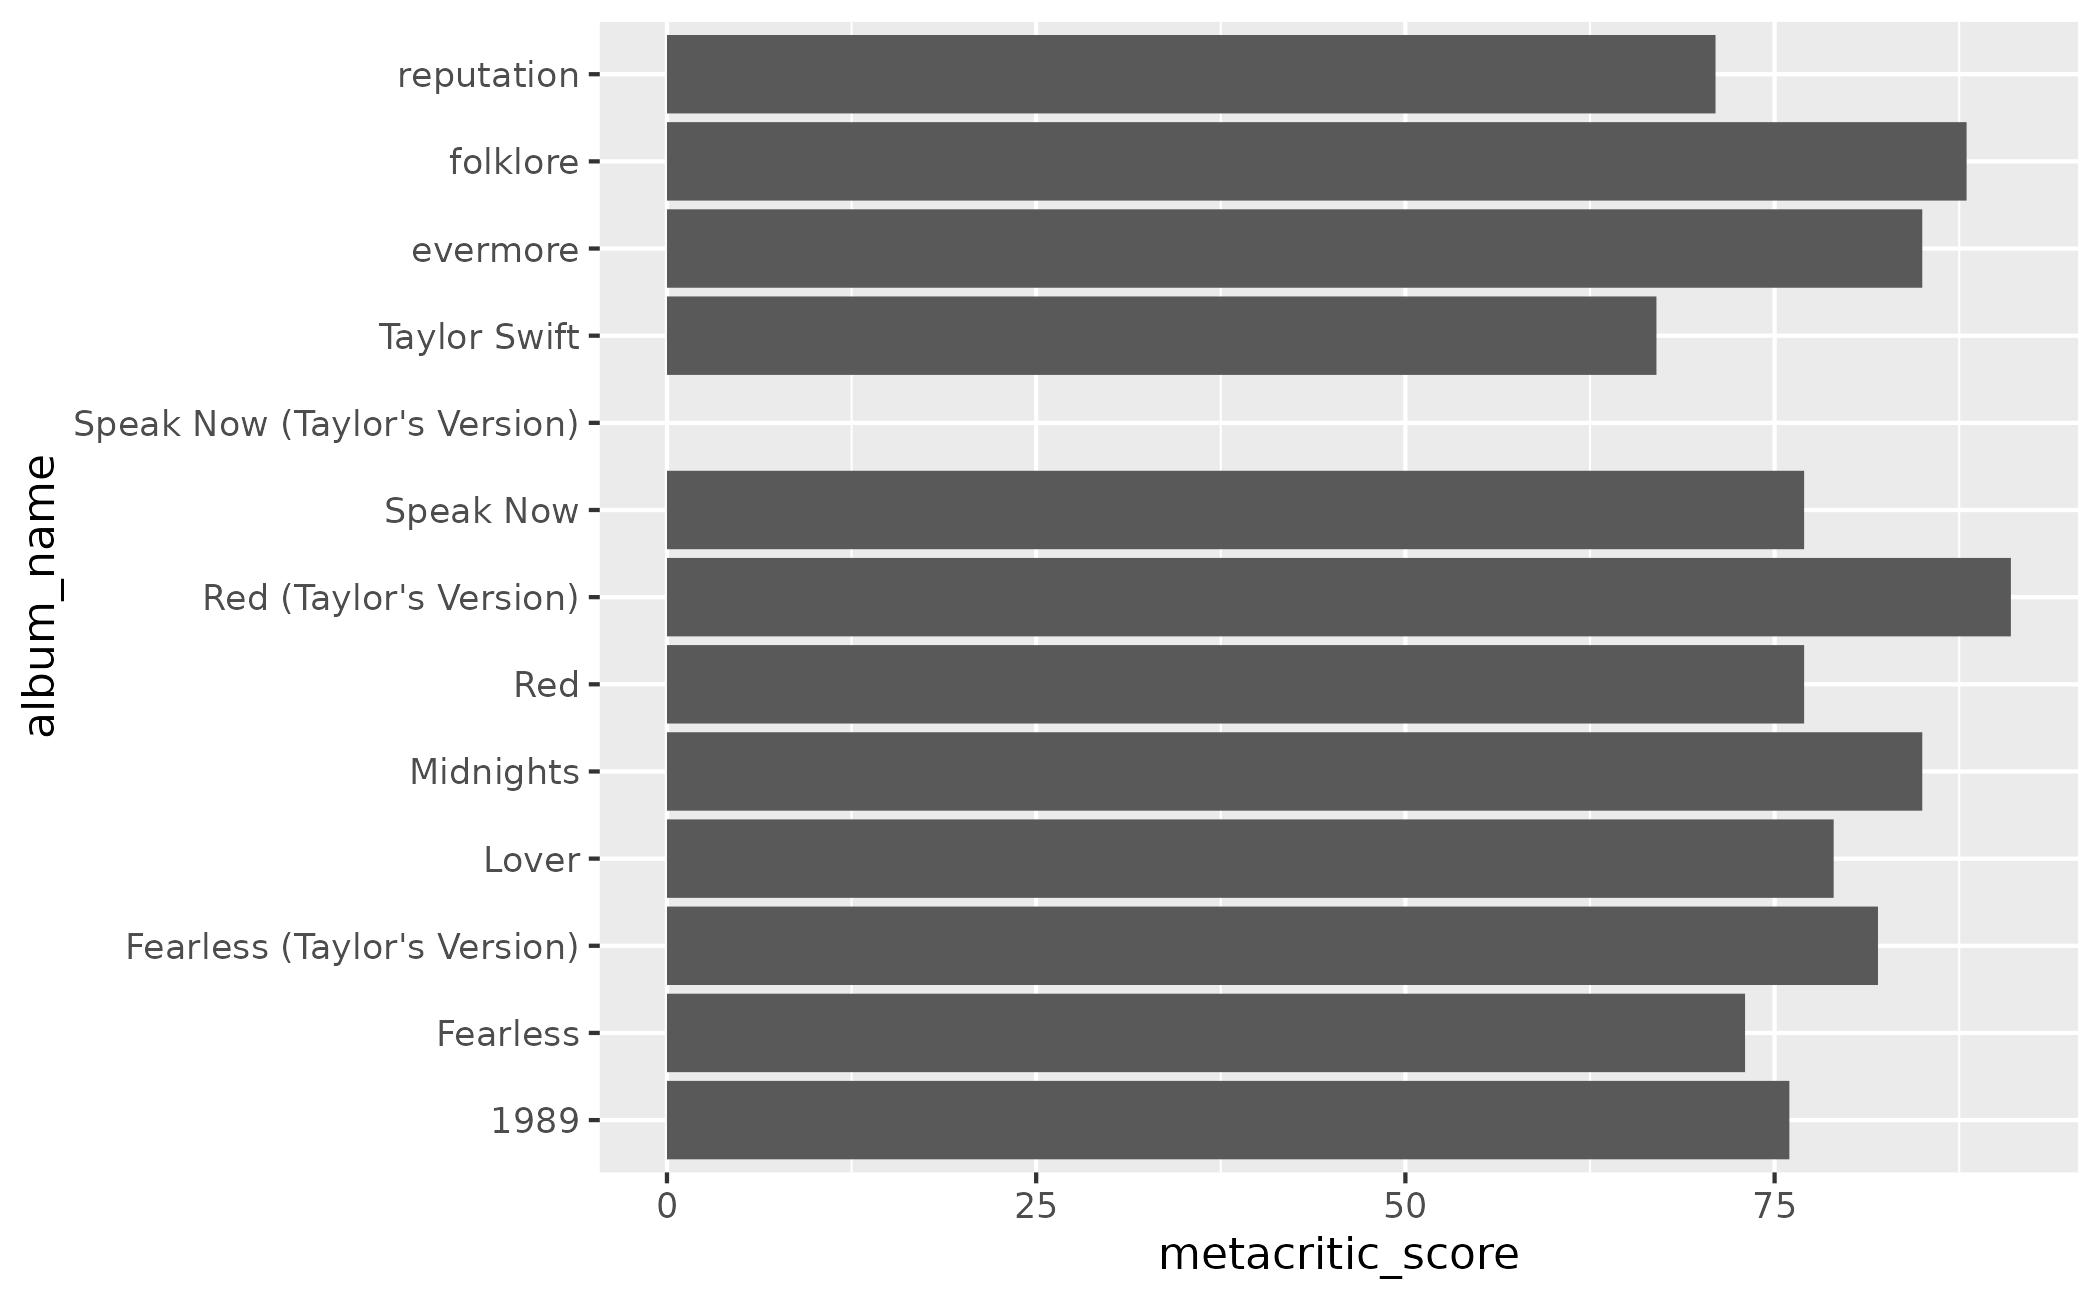 album_name
reputation
folklore
evermore
Taylor Swift
Speak Now (Taylor's Version)
Speak Now
Red (Taylor's Version)
Red
Midnights
Lover
Fearless (Taylor's Version)
Fearless
1989
0 25 50 75
metacritic_score